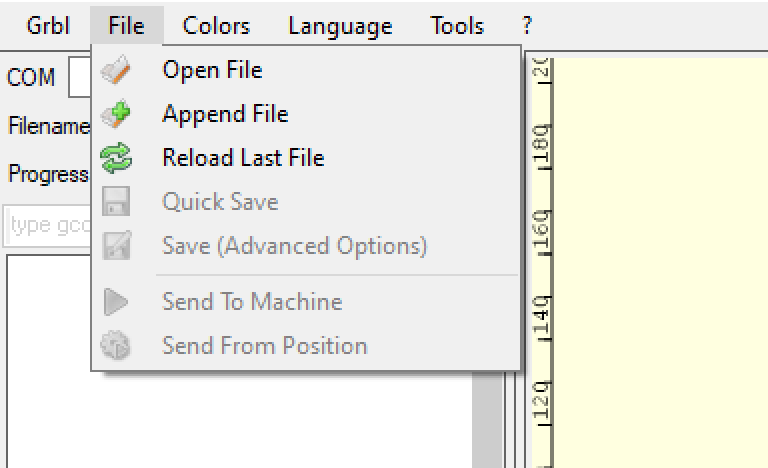 Grbl File Colors Language Tools ?
COM
Open File
Filename
Append File
Progress
Reload Last File
Quick Save
type gco
Save (Advanced Options)
Send To Machine
Send From Position
180
160
140
120